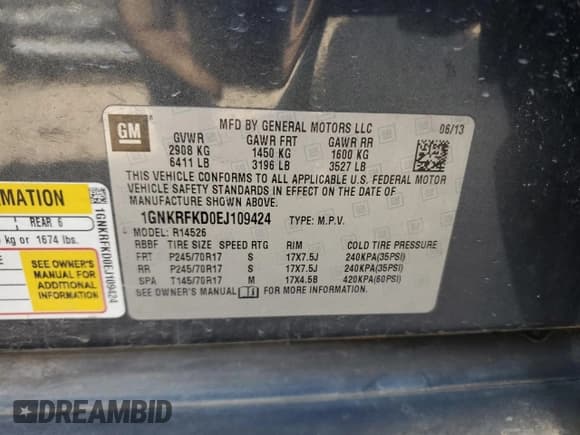 GM
MFD BY GENERAL MOTORS LLC 06/13
GVWR GAWR FRT GAWR RR
2908 KG 1450 KG 1600 KG
6411 LB 3196 LB 3527 LB
THIS VEHICLE CONFORMS TO ALL APPLICABLE U.S. FEDERAL MOTOR
VEHICLE SAFETY STANDARDS IN EFFECT ON THE DATE OF
MANUFACTURE SHOWN ABOVE.
1GNKRFKD0EJ109424 TYPE: M.P.V.
MODEL: R14526
RBBF TIRE SIZE SPEED RTG RIM COLD TIRE PRESSURE
FRT P245/70R17 S 17X7.5J 240KPA(35PSI)
RR P245/70R17 S 17X7.5J 240KPA(35PSI)
SPA T145/70R17 M 17X4.5B 420KPA(60PSI)
SEE OWNER'S MANUAL FOR MORE INFORMATION.
RMATION
REAR 6
kg or 1674 lbs.
SEE OWNER'S
MANUAL FOR
ADDITIONAL
INFORMATION
1GNKRFKD0EJ109424
DREAMBID